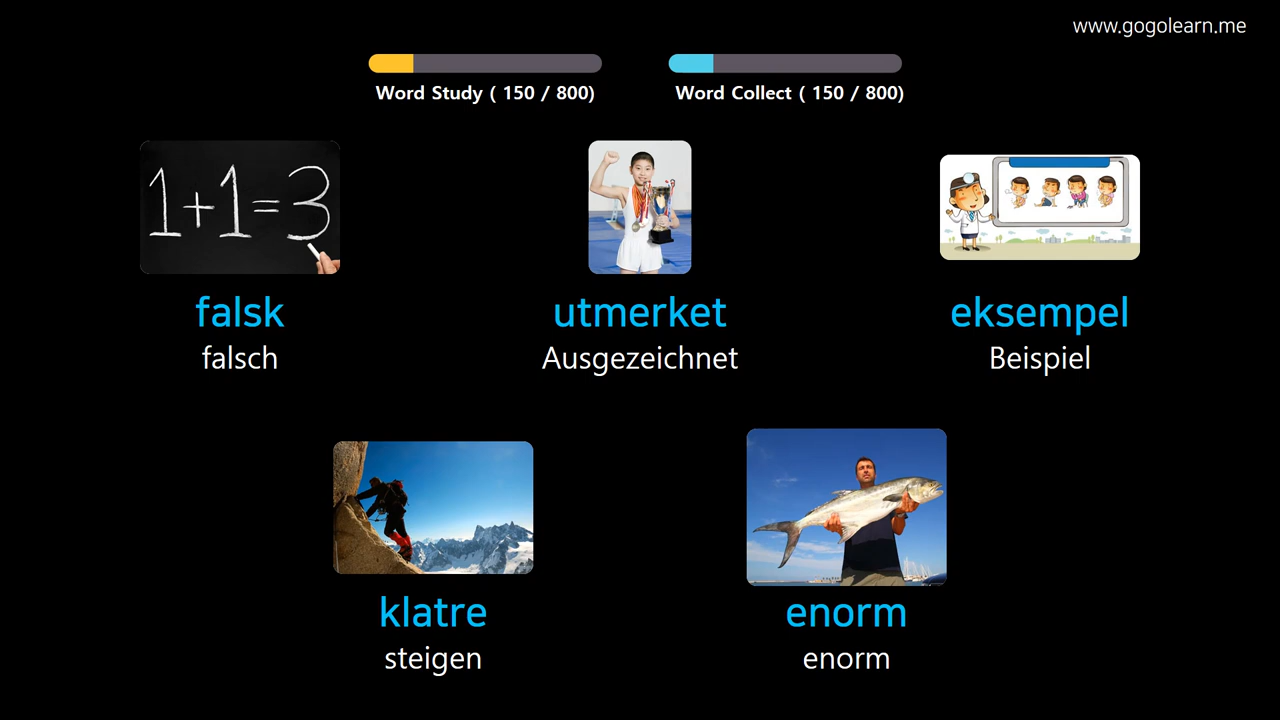 www.gogolearn.me
Word Study ( 150 / 800)
Word Collect ( 150 / 800)
1+1=3
falsk
falsch
utmerket
Ausgezeichnet
eksempel
Beispiel
klatre
steigen
enorm
enorm